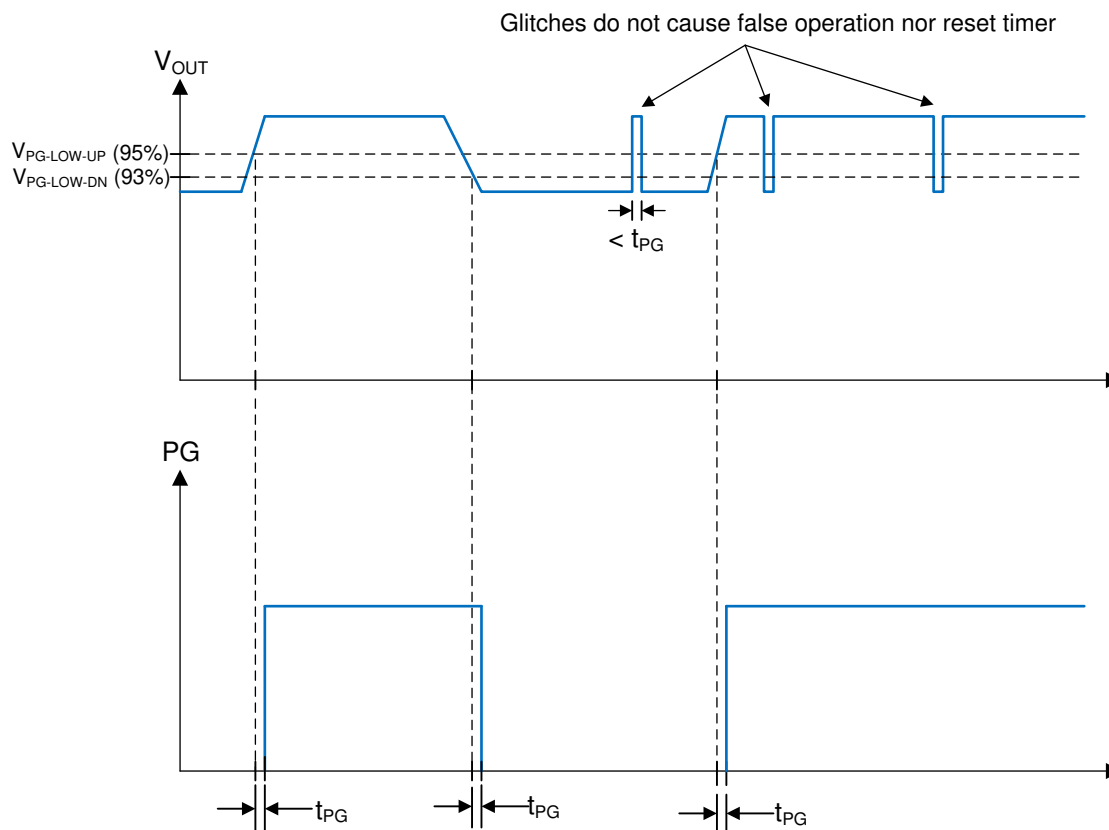 Glitches do not cause false operation nor reset timer
VOUT
VPG-LOW-UP (95%)
VPG-LOW-DN (93%)
< tPG
PG
tPG
tPG
tPG